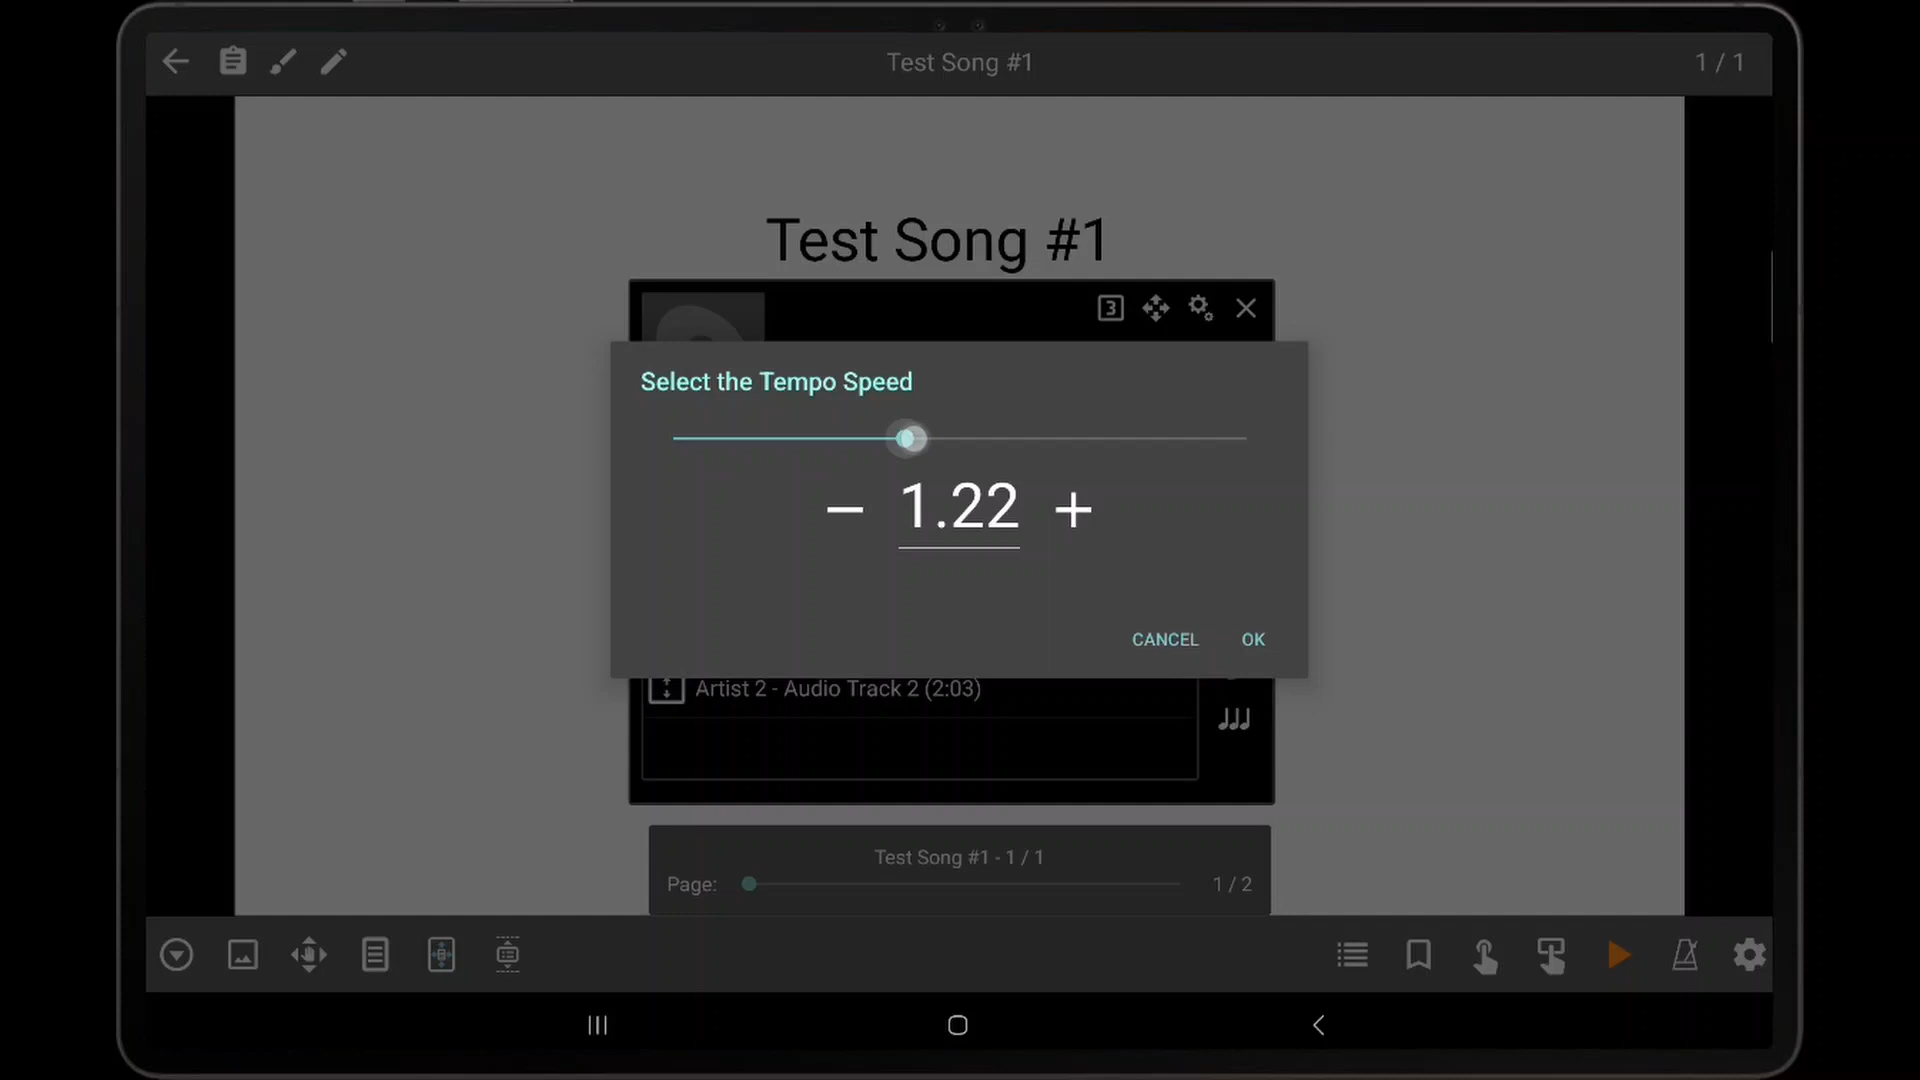 Test Song #1
1 / 1
Test Song #1
3
Select the Tempo Speed
1.22
CANCEL
OK
Artist 2 - Audio Track 2 (2:03)
Test Song #1 - 1 / 1
Page:
1 / 2